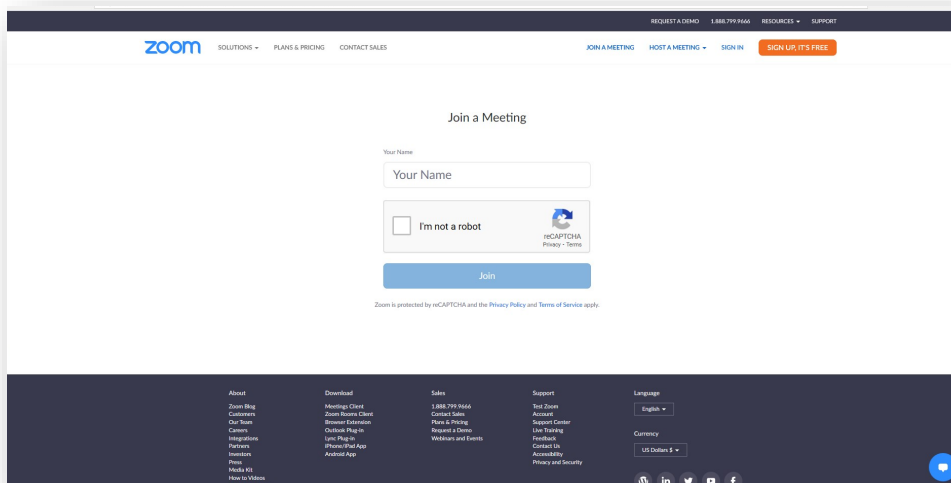 REQUEST A DEMO 1.888.799.9666 RESOURCES SUPPORT
zoom SOLUTIONS PLANS & PRICING CONTACT SALES JOIN A MEETING HOST A MEETING SIGN IN SIGN UP, IT'S FREE
Join a Meeting
Your Name
Your Name
I'm not a robot
reCAPTCHA
Privacy - Terms
Join
Zoom is protected by reCAPTCHA and the Privacy Policy and Terms of Service apply.
About
Zoom Blog
Customers
Our Team
Careers
Integrations
Partners
Investors
Press
Media Kit
How to Videos
Download
Meetings Client
Zoom Rooms Client
Browser Extension
Outlook Plug-in
Lync Plug-in
iPhone/iPad App
Android App
Sales
1.888.799.9666
Contact Sales
Plans & Pricing
Request a Demo
Webinars and Events
Support
Test Zoom
Account
Support Center
Live Training
Feedback
Contact Us
Accessibility
Privacy and Security
Language
English
Currency
US Dollars $